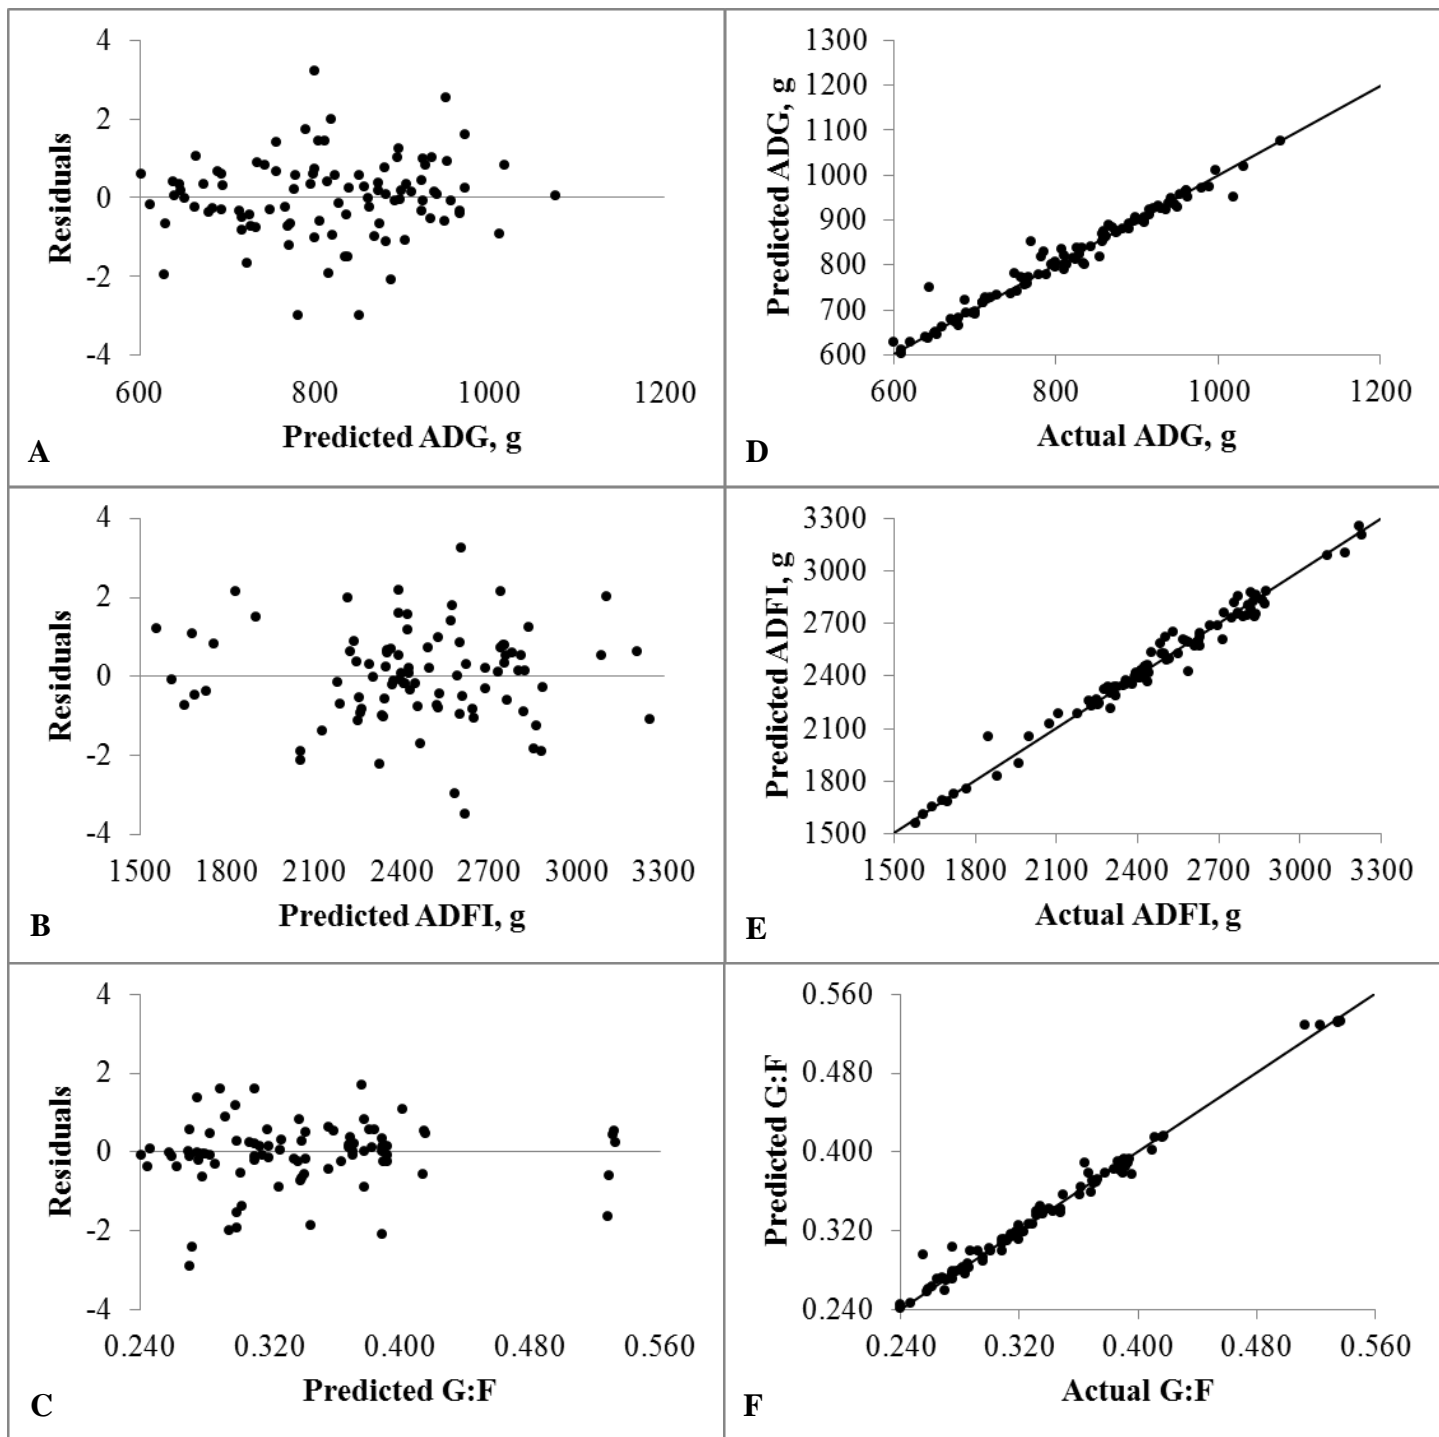 4
2
0
-2
-4
Residuals
600 800 1000 1200
Predicted ADG, g
A
1300
1200
1100
1000
900
800
700
600
Predicted ADG, g
600 800 1000 1200
Actual ADG, g
D
4
2
0
-2
-4
Residuals
1500 1800 2100 2400 2700 3000 3300
Predicted ADFI, g
B
3300
3000
2700
2400
2100
1800
1500
Predicted ADFI, g
1500 1800 2100 2400 2700 3000 3300
Actual ADFI, g
E
4
2
0
-2
-4
Residuals
0.240 0.320 0.400 0.480 0.560
Predicted G:F
C
0.560
0.480
0.400
0.320
0.240
Predicted G:F
0.240 0.320 0.400 0.480 0.560
Actual G:F
F